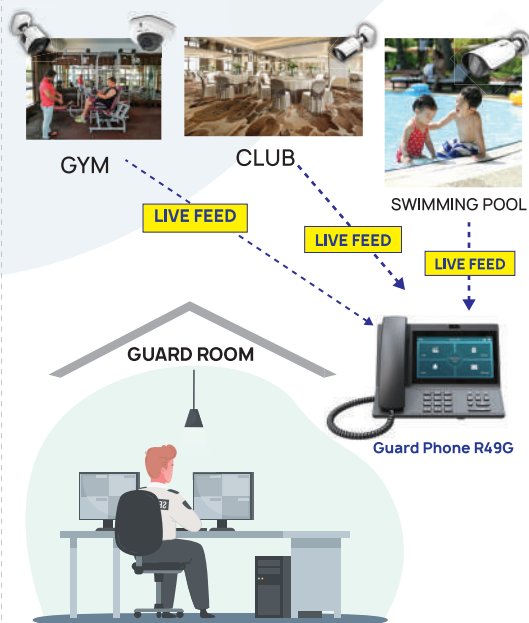 GYM
CLUB
SWIMMING POOL
LIVE FEED
LIVE FEED
LIVE FEED
GUARD ROOM
Guard Phone R49G